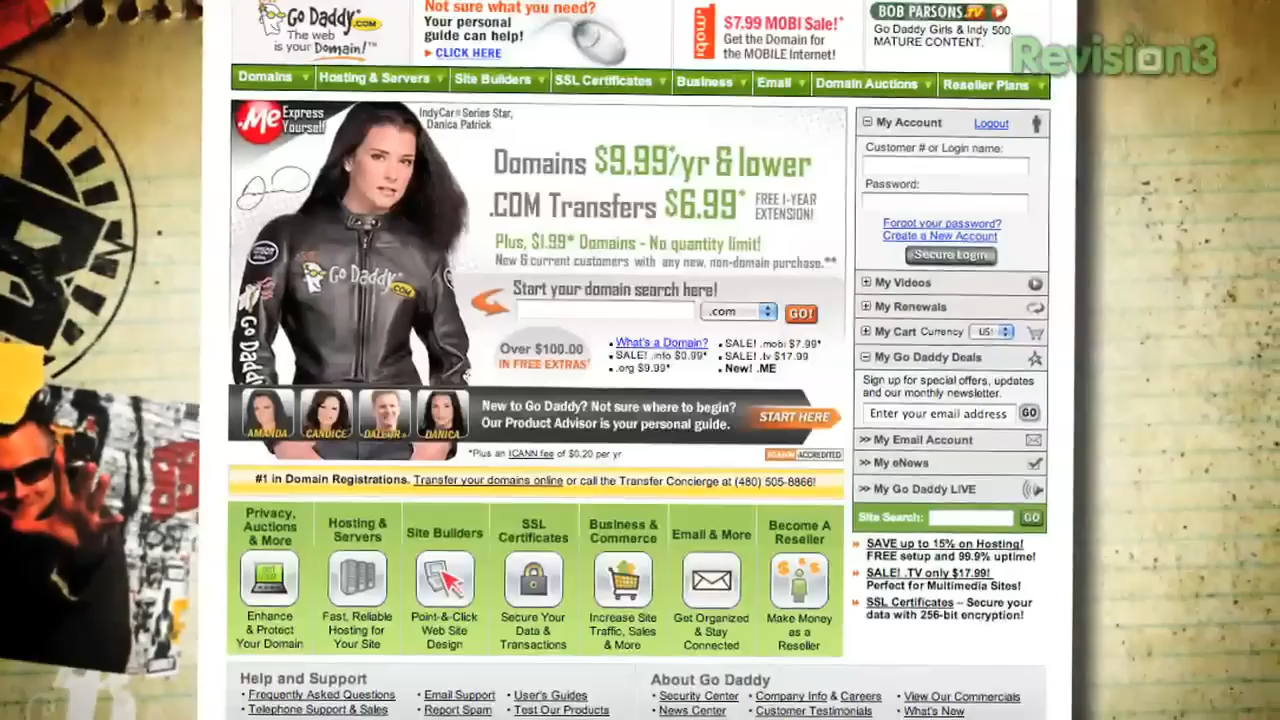 Go Daddy.com
The web
is your Domain!™
Not sure what you need?
Your personal
guide can help!
CLICK HERE
.mobi
$7.99 MOBI Sale!*
Get the Domain for
the MOBILE Internet!
BOB PARSONS.TV
Go Daddy Girls & Indy 500.
MATURE CONTENT.
Revision3
Domains
Hosting & Servers
Site Builders
SSL Certificates
Business
Email
Domain Auctions
Reseller Plans
.Me Express
Yourself
IndyCar® Series Star,
Danica Patrick
Domains $9.99*/yr & lower
.COM Transfers $6.99*
FREE 1-YEAR
EXTENSION!
Plus, $1.99* Domains - No quantity limit!
New & current customers with any new, non-domain purchase.**
Start your domain search here!
.com
GO!
Over $100.00
IN FREE EXTRAS!
• What's a Domain?
• SALE! .info $0.99*
• .org $9.99*
• SALE! .mobi $7.99*
• SALE! .tv $17.99
• New! .ME
Go Daddy.com
Go Daddy
AMANDA
CANDICE
DANICA
New to Go Daddy? Not sure where to begin?
Our Product Advisor is your personal guide.
START HERE
*Plus an ICANN fee of $0.20 per yr
ICANN ACCREDITED
#1 in Domain Registrations. Transfer your domains online or call the Transfer Concierge at (480) 505-8866!
My Account
Logout
Customer # or Login name:
Password:
Forgot your password?
Create a New Account
Secure Login
My Videos
My Renewals
My Cart Currency US!
My Go Daddy Deals
Sign up for special offers, updates
and our monthly newsletter.
Enter your email address
GO
>> My Email Account
>> My eNews
>> My Go Daddy LIVE
Site Search:
GO
SAVE up to 15% on Hosting!
FREE setup and 99.9% uptime!
SALE! .TV only $17.99!
Perfect for Multimedia Sites!
SSL Certificates – Secure your
data with 256-bit encryption!
Privacy,
Auctions
& More
Enhance
& Protect
Your Domain
Hosting &
Servers
Fast, Reliable
Hosting for
Your Site
Site Builders
Point-&-Click
Web Site
Design
SSL
Certificates
Secure Your
Data &
Transactions
Business &
Commerce
Increase Site
Traffic, Sales
& More
Email & More
Get Organized
& Stay
Connected
Become A
Reseller
Make Money
as a
Reseller
Help and Support
• Frequently Asked Questions
• Telephone Support & Sales
• Email Support
• Report Spam
• User's Guides
• Test Our Products
About Go Daddy
• Security Center
• News Center
• Company Info & Careers
• Customer Testimonials
• View Our Commercials
• What's New